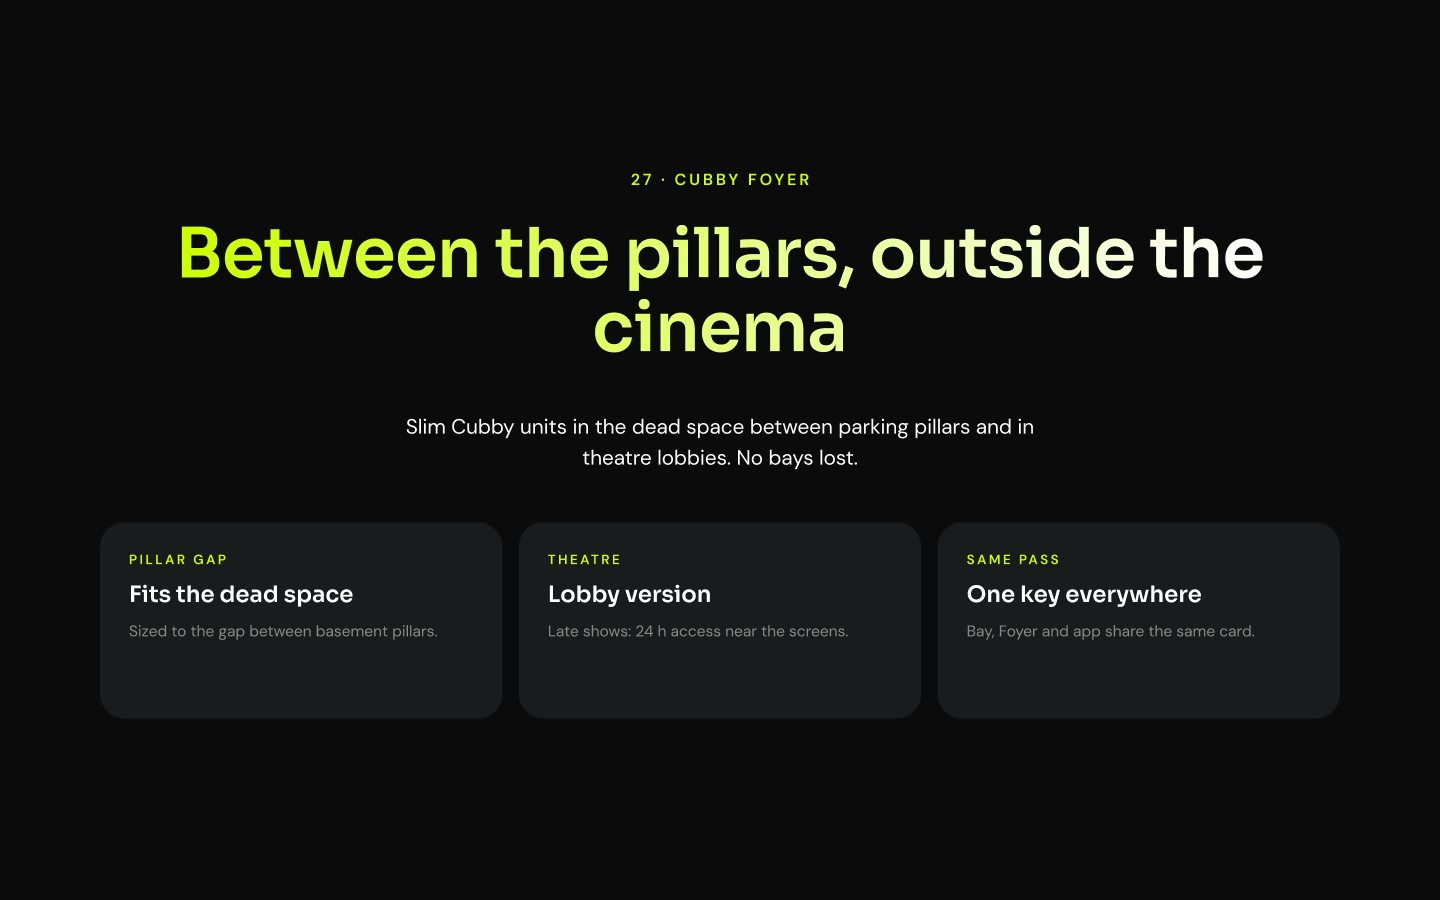 27 · CUBBY FOYER
Between the pillars, outside the
cinema
Slim Cubby units in the dead space between parking pillars and in
theatre lobbies. No bays lost.
PILLAR GAP
Fits the dead space
Sized to the gap between basement pillars.
THEATRE
Lobby version
Late shows: 24 h access near the screens.
SAME PASS
One key everywhere
Bay, Foyer and app share the same card.